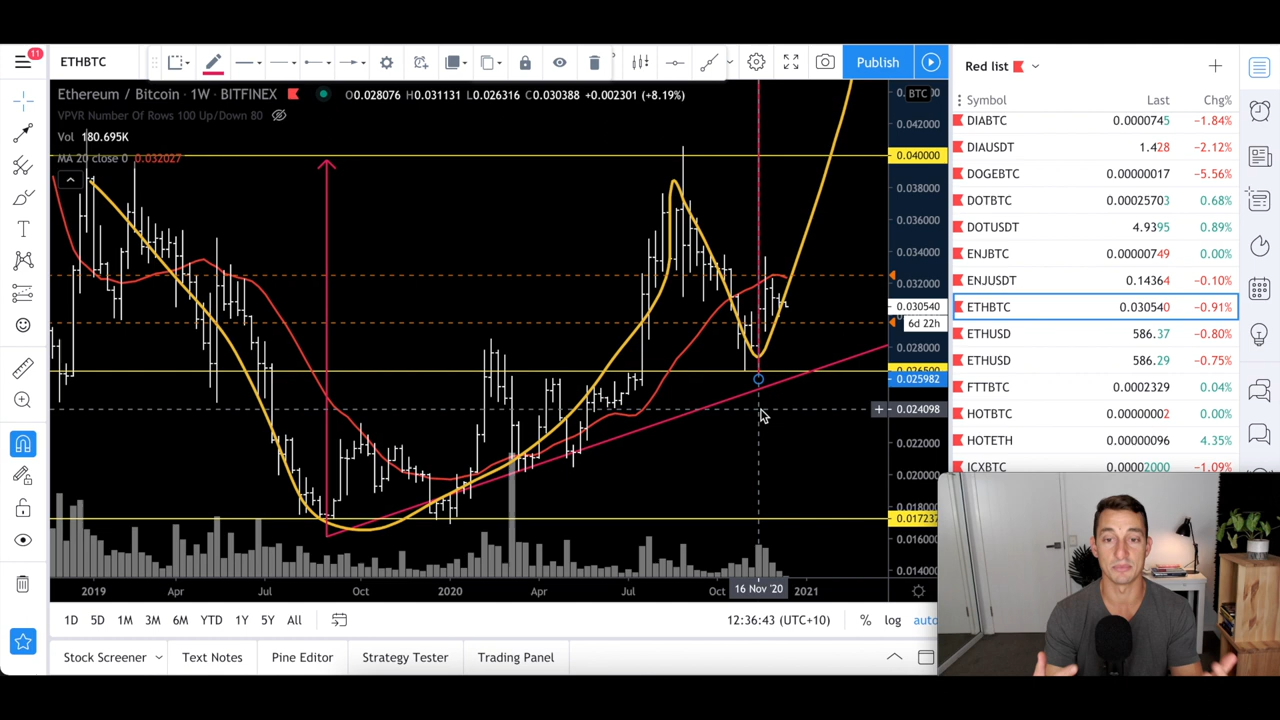 11
ETHBTC
Publish
Red list
Ethereum / Bitcoin · 1W · BITFINEX O0.028076 H0.031131 L0.026316 C0.030388 +0.002301 (+8.19%)
BTC
VPVR Number Of Rows 100 Up/Down 80
Vol 180.695K
MA 20 close 0 0.032027
0.042000
0.040000
0.038000
0.036000
0.034000
0.032000
0.030540
6d 22h
0.028000
0.025982
0.024098
0.022000
0.020000
0.018000
0.017237
0.016000
0.014000
2019 Apr Jul Oct 2020 Apr Jul Oct 16 Nov '20 2021
1D 5D 1M 3M 6M YTD 1Y 5Y All 12:36:43 (UTC+10) % log auto
Stock Screener Text Notes Pine Editor Strategy Tester Trading Panel
Symbol Last Chg%
DIABTC 0.0000745 −1.84%
DIAUSDT 1.428 −2.12%
DOGEBTC 0.00000017 −5.56%
DOTBTC 0.00025703 0.68%
DOTUSDT 4.9395 0.89%
ENJBTC 0.00000749 0.00%
ENJUSDT 0.14364 −0.10%
ETHBTC 0.030540 −0.91%
ETHUSD 586.37 −0.80%
ETHUSD 586.29 −0.75%
FTTBTC 0.0002329 0.04%
HOTBTC 0.00000002 0.00%
HOTETH 0.00000096 4.35%
ICXBTC 0.00002000 −1.09%